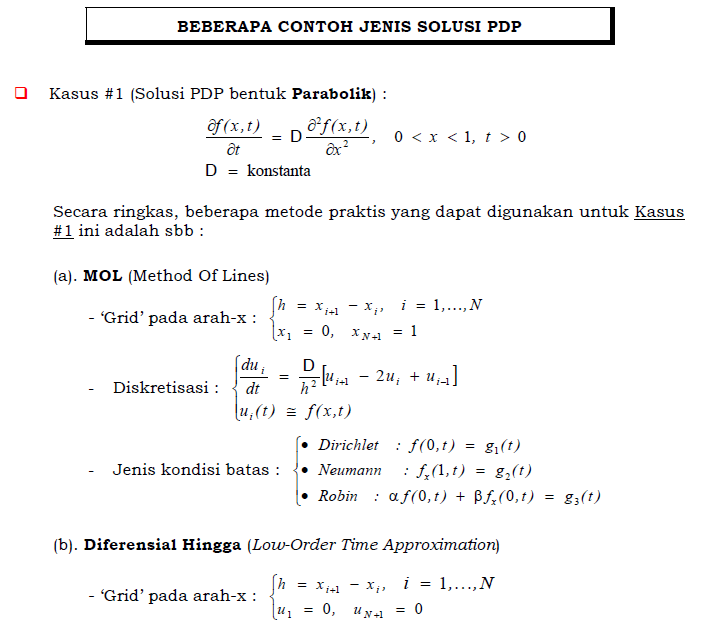 BEBERAPA CONTOH JENIS SOLUSI PDP
Kasus #1 (Solusi PDP bentuk Parabolik) :
∂f(x,t)/∂t = D ∂²f(x,t)/∂x², 0 < x < 1, t > 0
D = konstanta
Secara ringkas, beberapa metode praktis yang dapat digunakan untuk Kasus
#1 ini adalah sbb :
(a). MOL (Method Of Lines)
- ‘Grid’ pada arah-x : { h = x_{i+1} − x_i, i = 1,...,N
x_1 = 0, x_{N+1} = 1
- Diskretisasi : { du_i/dt = D/h² [u_{i+1} − 2u_i + u_{i−1}]
u_i(t) ≅ f(x,t)
• Dirichlet : f(0,t) = g_1(t)
- Jenis kondisi batas : { • Neumann : f_x(1,t) = g_2(t)
• Robin : αf(0,t) + βf_x(0,t) = g_3(t)
(b). Diferensial Hingga (Low-Order Time Approximation)
- ‘Grid’ pada arah-x : { h = x_{i+1} − x_i, i = 1,...,N
u_1 = 0, u_{N+1} = 0